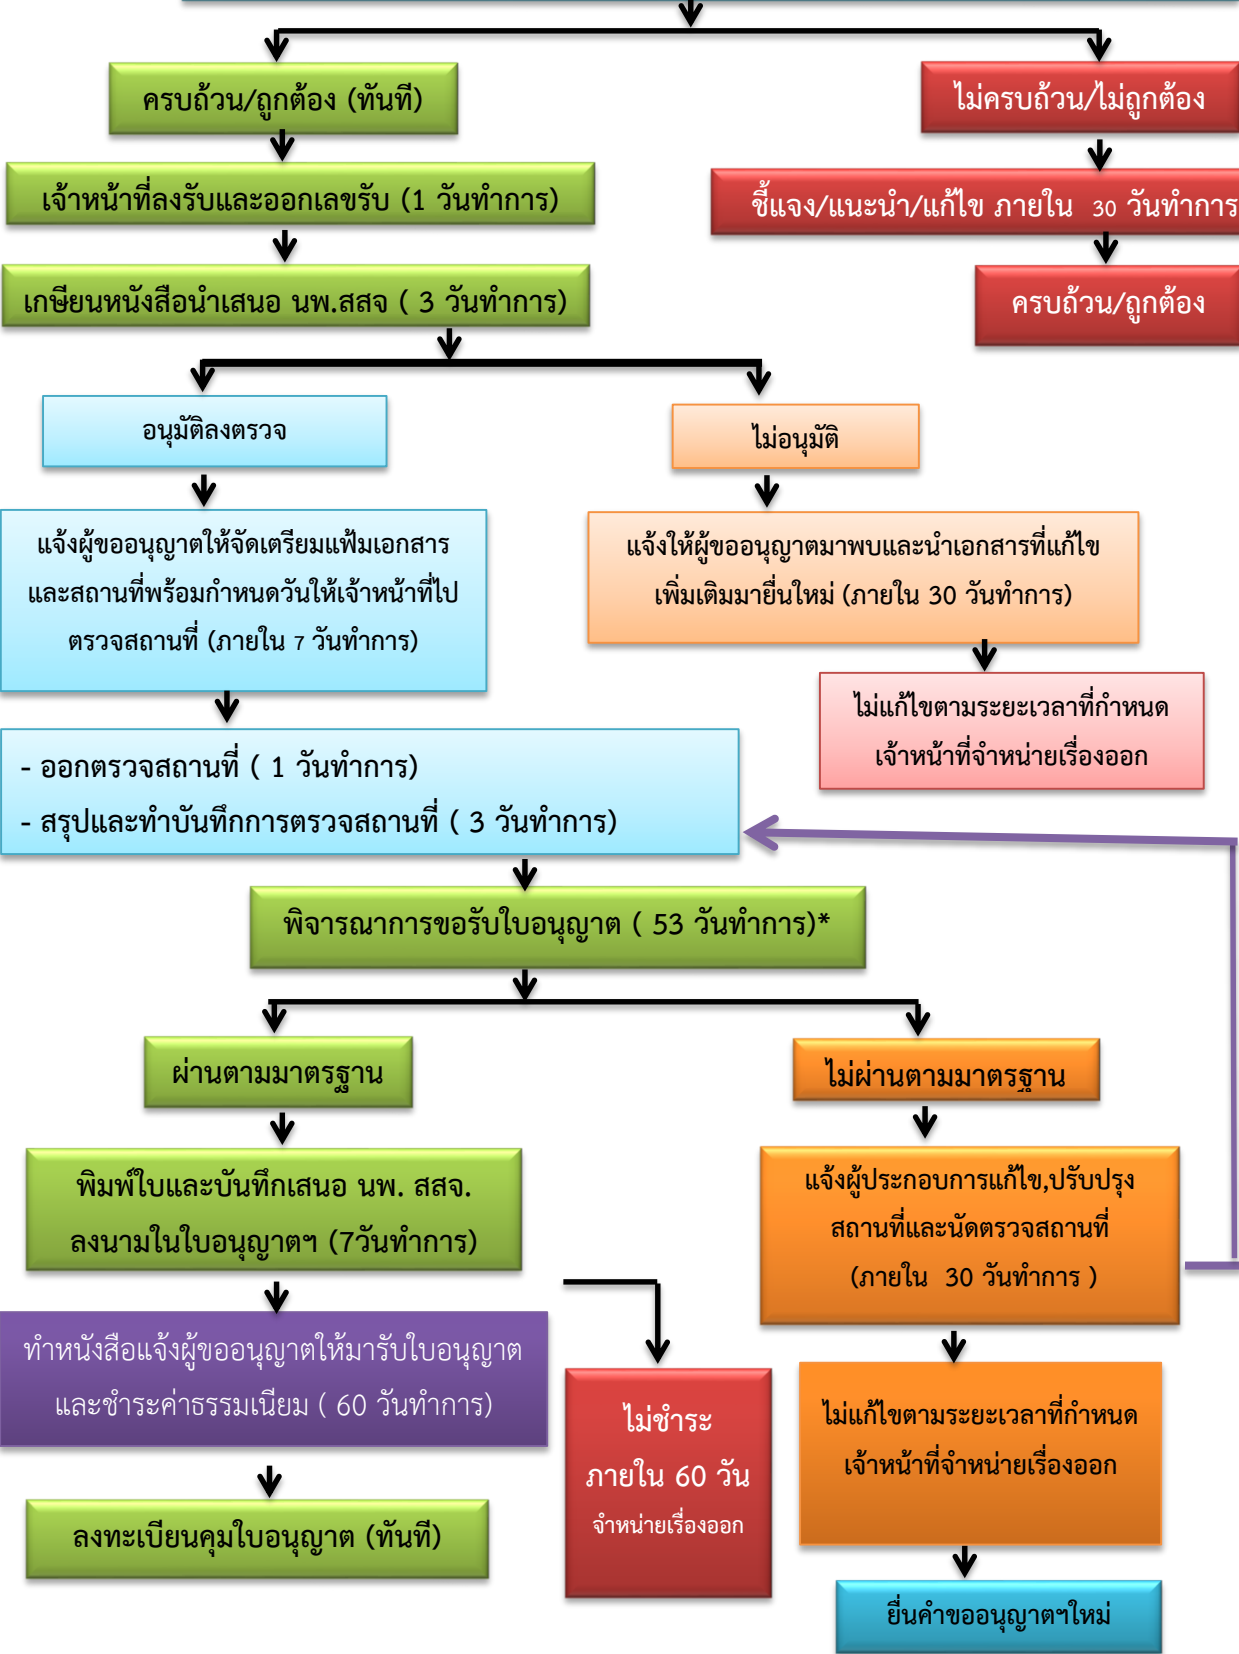 ครบถ้วน/ถูกต้อง (ทันที)
ไม่ครบถ้วน/ไม่ถูกต้อง
เจ้าหน้าที่ลงรับและออกเลขรับ (1 วันทำการ)
ชี้แจง/แนะนำ/แก้ไข ภายใน 30 วันทำการ
เกษียนหนังสือนำเสนอ นพ.สสจ ( 3 วันทำการ)
ครบถ้วน/ถูกต้อง
อนุมัติลงตรวจ
ไม่อนุมัติ
แจ้งผู้ขออนุญาตให้จัดเตรียมแฟ้มเอกสาร
และสถานที่พร้อมกำหนดวันให้เจ้าหน้าที่ไป
ตรวจสถานที่ (ภายใน 7 วันทำการ)
แจ้งให้ผู้ขออนุญาตมาพบและนำเอกสารที่แก้ไข
เพิ่มเติมมายื่นใหม่ (ภายใน 30 วันทำการ)
ไม่แก้ไขตามระยะเวลาที่กำหนด
เจ้าหน้าที่จำหน่ายเรื่องออก
- ออกตรวจสถานที่ ( 1 วันทำการ)
- สรุปและทำบันทึกการตรวจสถานที่ ( 3 วันทำการ)
พิจารณาการขอรับใบอนุญาต ( 53 วันทำการ)*
ผ่านตามมาตรฐาน
ไม่ผ่านตามมาตรฐาน
พิมพ์ใบและบันทึกเสนอ นพ. สสจ.
ลงนามในใบอนุญาตฯ (7วันทำการ)
แจ้งผู้ประกอบการแก้ไข,ปรับปรุง
สถานที่และนัดตรวจสถานที่
(ภายใน 30 วันทำการ )
ทำหนังสือแจ้งผู้ขออนุญาตให้มารับใบอนุญาต
และชำระค่าธรรมเนียม ( 60 วันทำการ)
ไม่ชำระ
ภายใน 60 วัน
จำหน่ายเรื่องออก
ไม่แก้ไขตามระยะเวลาที่กำหนด
เจ้าหน้าที่จำหน่ายเรื่องออก
ลงทะเบียนคุมใบอนุญาต (ทันที)
ยื่นคำขออนุญาตฯใหม่